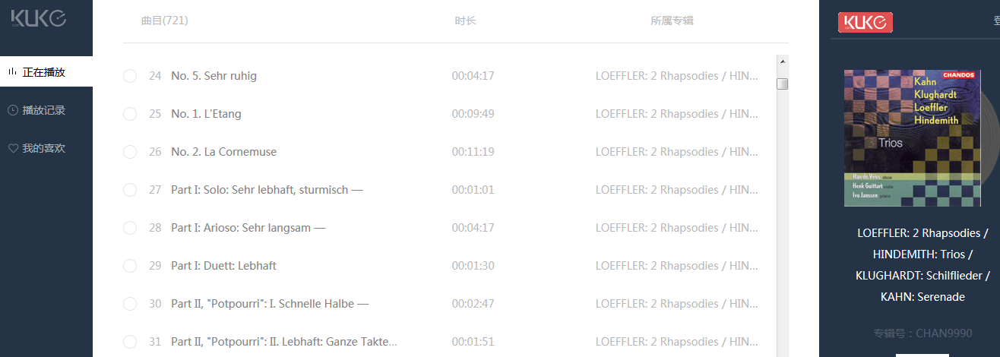 KUKE
正在播放
播放记录
我的喜欢
曲目(721) 时长 所属专辑
24 No. 5. Sehr ruhig 00:04:17 LOEFFLER: 2 Rhapsodies / HIN...
25 No. 1. L'Etang 00:09:49 LOEFFLER: 2 Rhapsodies / HIN...
26 No. 2. La Cornemuse 00:11:19 LOEFFLER: 2 Rhapsodies / HIN...
27 Part I: Solo: Sehr lebhaft, sturmisch — 00:01:01 LOEFFLER: 2 Rhapsodies / HIN...
28 Part I: Arioso: Sehr langsam — 00:04:17 LOEFFLER: 2 Rhapsodies / HIN...
29 Part I: Duett: Lebhaft 00:01:30 LOEFFLER: 2 Rhapsodies / HIN...
30 Part II, "Potpourri": I. Schnelle Halbe — 00:02:47 LOEFFLER: 2 Rhapsodies / HIN...
31 Part II, "Potpourri": II. Lebhaft: Ganze Takte... 00:01:51 LOEFFLER: 2 Rhapsodies / HIN...
KUKE
CHANDOS
Kahn
Klughardt
Loeffler
Hindemith
Trios
Han de Vries oboe
Henk Guittart viola
Ivo Janssen piano
LOEFFLER: 2 Rhapsodies /
HINDEMITH: Trios /
KLUGHARDT: Schilflieder /
KAHN: Serenade
专辑号：CHAN9990